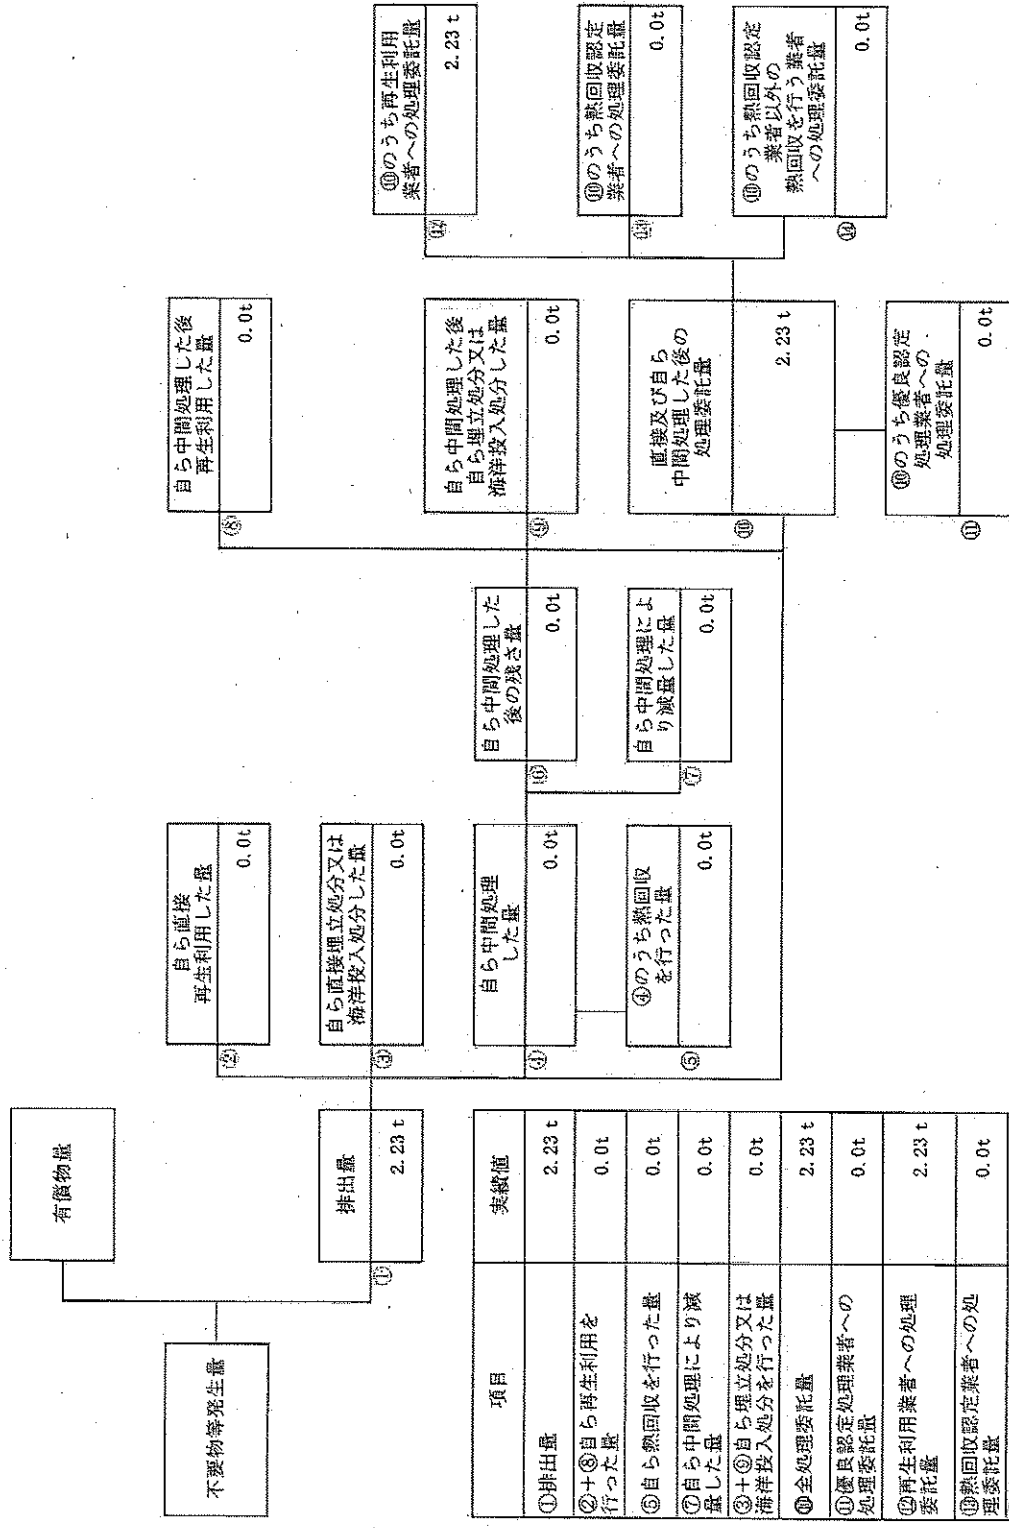 不要物等発生量
有償物量
①
排出量
2.23 t
②
自ら直接
再生利用した量
0.0t
③
自ら直接埋立処分又は
海洋投入処分した量
0.0t
④
自ら中間処理
した量
0.0t
⑤
④のうち熱回収
を行った量
0.0t
⑥
自ら中間処理した
後の残さ量
0.0t
⑦
自ら中間処理によ
り減量した量
0.0t
⑧
自ら中間処理した後
再生利用した量
0.0t
⑨
自ら中間処理した後
自ら埋立処分又は
海洋投入処分した量
0.0t
⑩
直接及び自ら
中間処理した後の
処理委託量
2.23 t
⑪
⑩のうち優良認定
処理業者への
処理委託量
0.0t
⑫
⑩のうち再生利用
業者への処理委託量
2.23 t
⑬
⑩のうち熱回収認定
業者への処理委託量
0.0t
⑭
⑩のうち熱回収認定
業者以外の
熱回収を行う業者
への処理委託量
0.0t
項目 実績値
①排出量 2.23 t
②+⑧自ら再生利用を
行った量 0.0t
⑤自ら熱回収を行った量 0.0t
⑦自ら中間処理により減
量した量 0.0t
③+⑨自ら埋立処分又は
海洋投入処分を行った量 0.0t
⑩全処理委託量 2.23 t
⑪優良認定処理業者への
処理委託量 0.0t
⑫再生利用業者への処理
委託量 2.23 t
⑬熱回収認定業者への処
理委託量 0.0t